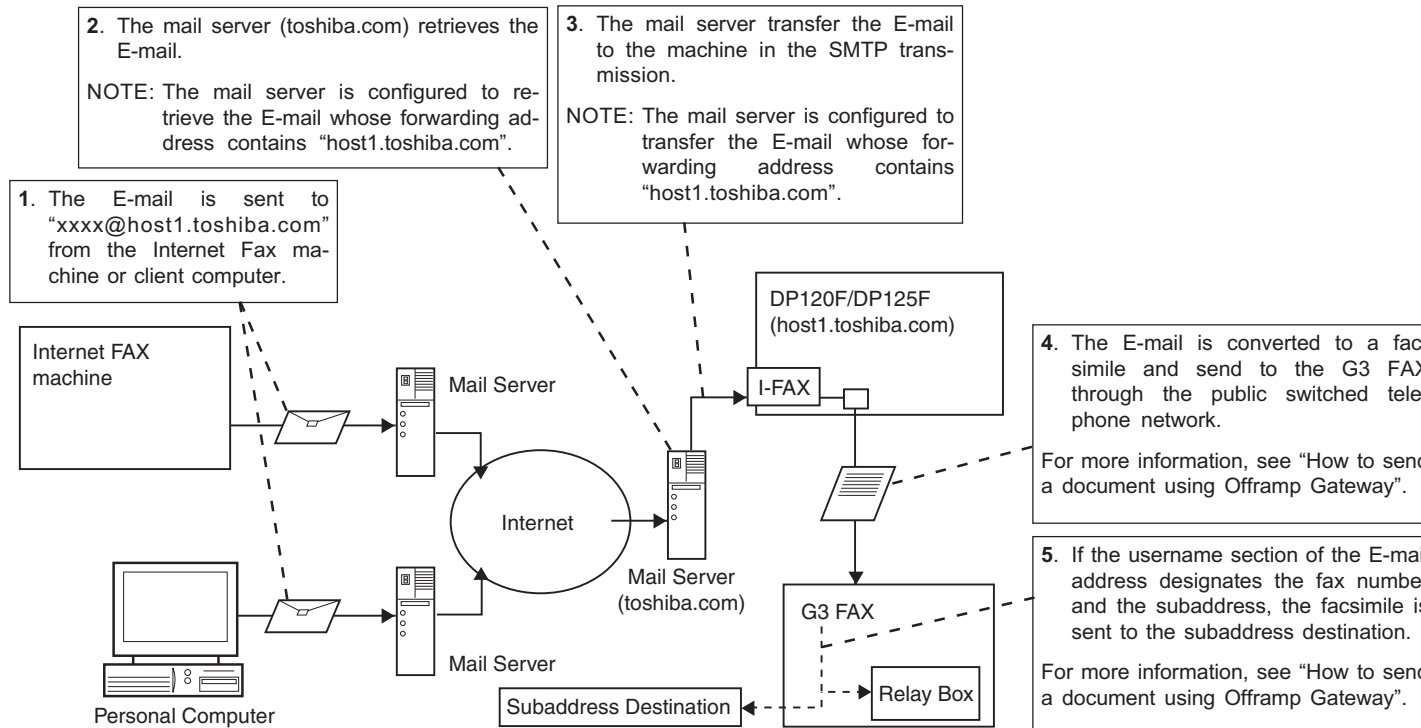 2. The mail server (toshiba.com) retrieves the
E-mail.
NOTE: The mail server is configured to re-
trieve the E-mail whose forwarding ad-
dress contains “host1.toshiba.com”.
3. The mail server transfer the E-mail
to the machine in the SMTP trans-
mission.
NOTE: The mail server is configured to
transfer the E-mail whose for-
warding address contains
“host1.toshiba.com”.
1. The E-mail is sent to
“xxxx@host1.toshiba.com”
from the Internet Fax ma-
chine or client computer.
DP120F/DP125F
(host1.toshiba.com)
Internet FAX
machine
Mail Server
I-FAX
4. The E-mail is converted to a fac
simile and send to the G3 FAX
through the public switched tele
phone network.
For more information, see “How to send
a document using Offramp Gateway”.
Internet
Mail Server
(toshiba.com)
5. If the username section of the E-mai
address designates the fax number
and the subaddress, the facsimile is
sent to the subaddress destination.
For more information, see “How to send
a document using Offramp Gateway”.
G3 FAX
Mail Server
Relay Box
Subaddress Destination
Personal Computer